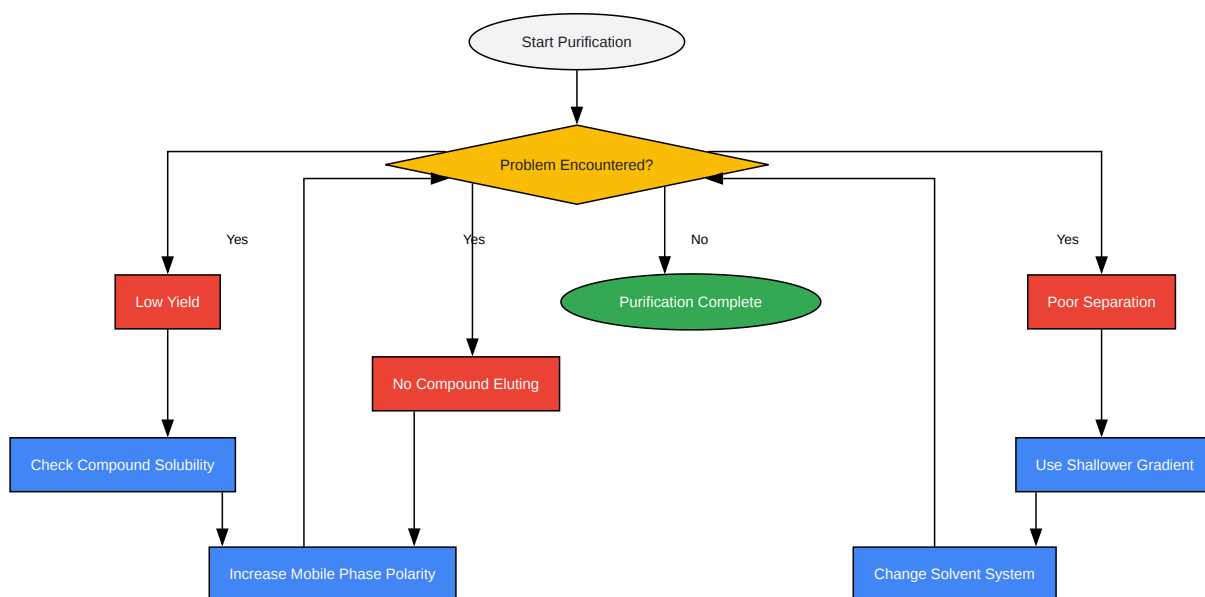 Start Purification
Problem Encountered?
Yes
Yes
No
Yes
Low Yield
Purification Complete
Poor Separation
No Compound Eluting
Check Compound Solubility
Use Shallower Gradient
Increase Mobile Phase Polarity
Change Solvent System